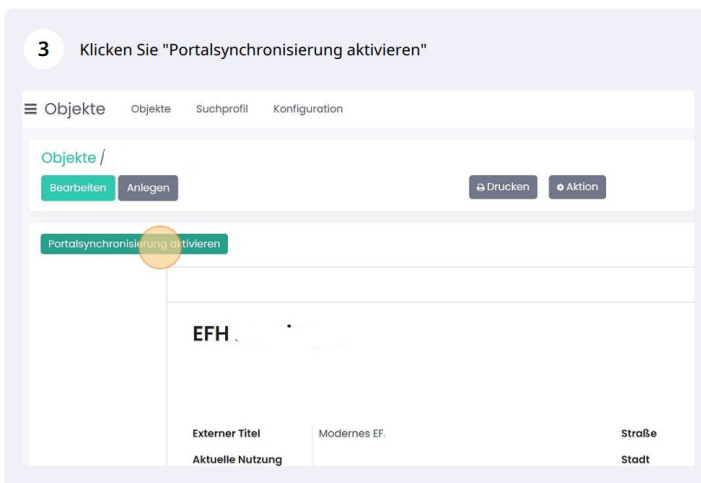 3 Klicken Sie "Portalsynchronisierung aktivieren"
Objekte Objekte Suchprofil Konfiguration
Objekte /
Bearbeiten Anlegen Drucken Aktion
Portalsynchronisierung aktivieren
EFH
Externer Titel Modernes EF. Straße
Aktuelle Nutzung Stadt